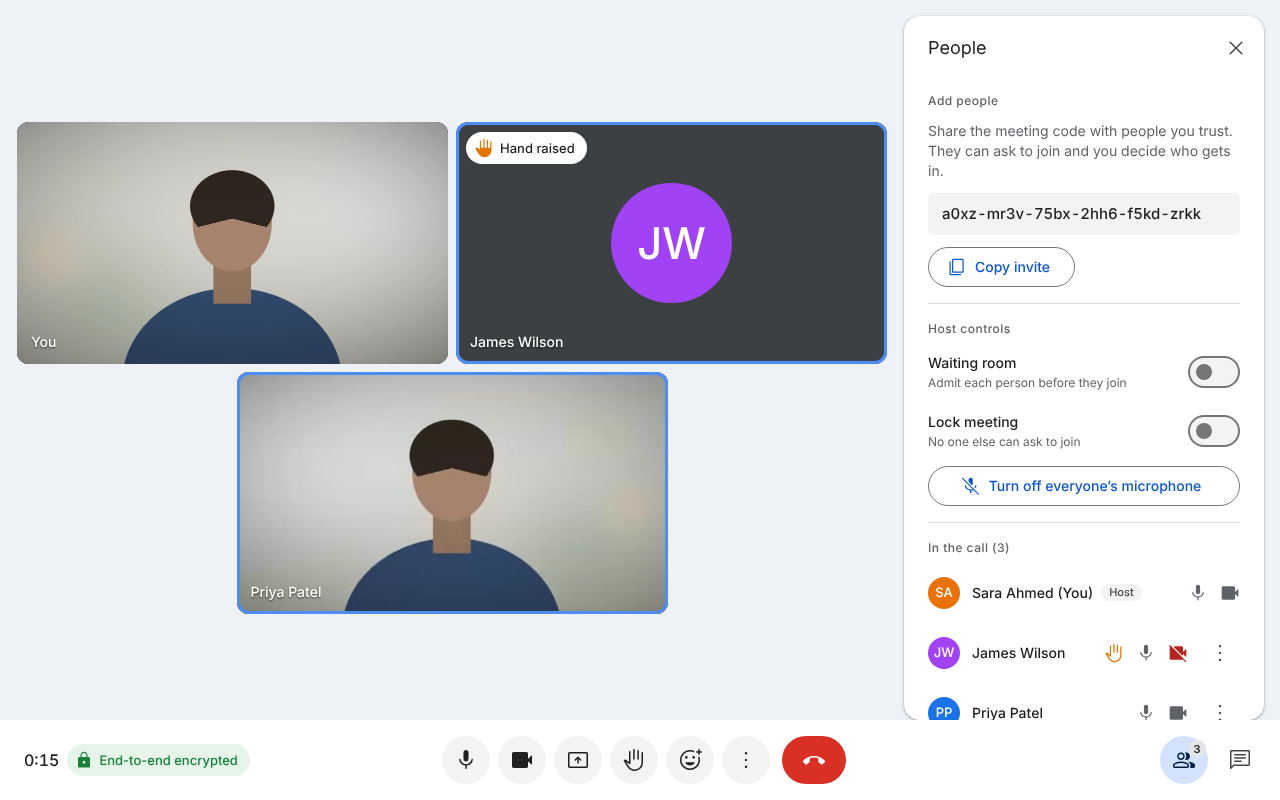 You
Hand raised
JW
James Wilson
Priya Patel
People
Add people
Share the meeting code with people you trust.
They can ask to join and you decide who gets
in.
a0xz-mr3v-75bx-2hh6-f5kd-zrkk
Copy invite
Host controls
Waiting room
Admit each person before they join
Lock meeting
No one else can ask to join
Turn off everyone’s microphone
In the call (3)
SA Sara Ahmed (You) Host
JW James Wilson
PP Priya Patel
0:15 End-to-end encrypted
3